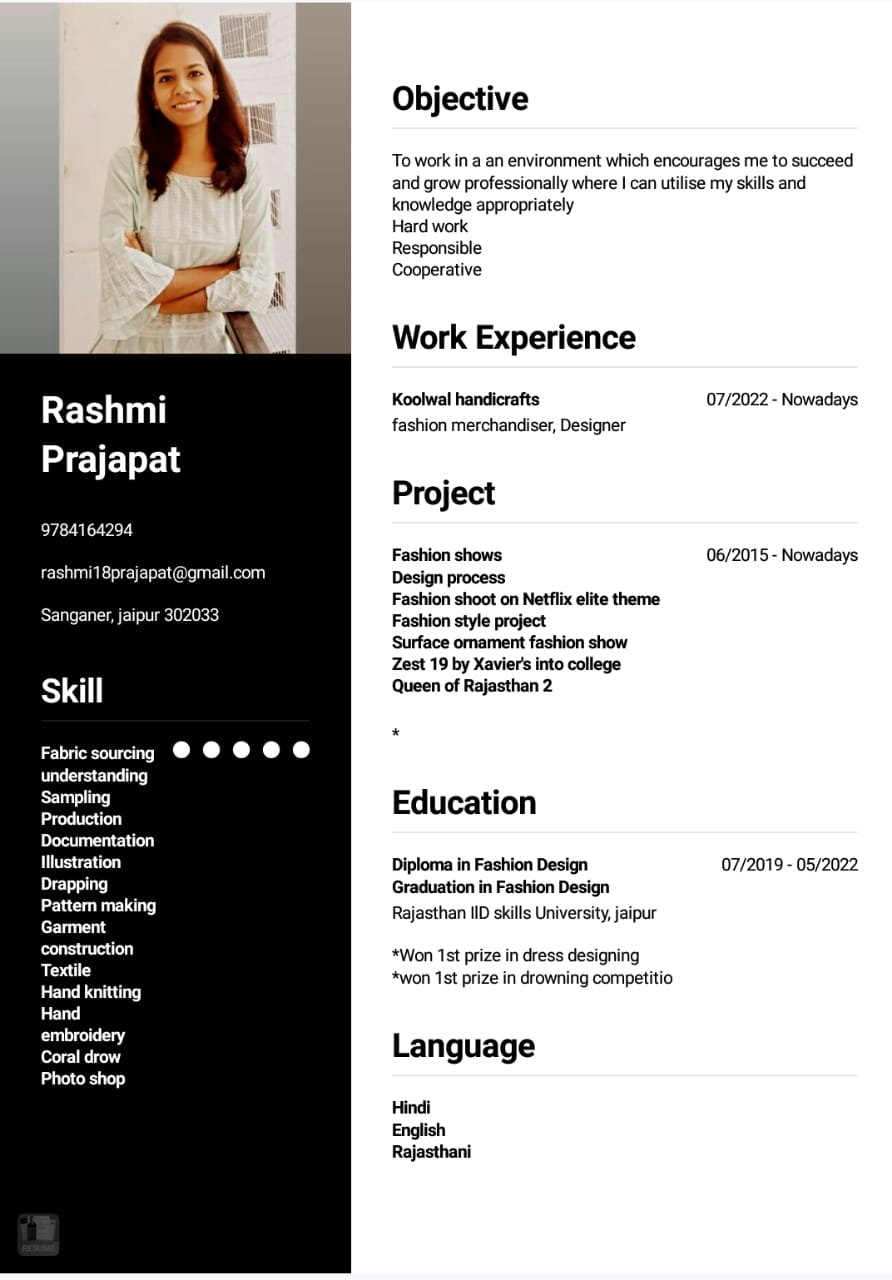 Rashmi
Prajapat
9784164294
rashmi18prajapat@gmail.com
Sanganer, jaipur 302033
Skill
Fabric sourcing
understanding
Sampling
Production
Documentation
Illustration
Drapping
Pattern making
Garment
construction
Textile
Hand knitting
Hand
embroidery
Coral drow
Photo shop
RESUME
Objective
To work in a an environment which encourages me to succeed
and grow professionally where I can utilise my skills and
knowledge appropriately
Hard work
Responsible
Cooperative
Work Experience
Koolwal handicrafts 07/2022 - Nowadays
fashion merchandiser, Designer
Project
Fashion shows 06/2015 - Nowadays
Design process
Fashion shoot on Netflix elite theme
Fashion style project
Surface ornament fashion show
Zest 19 by Xavier's into college
Queen of Rajasthan 2
*
Education
Diploma in Fashion Design 07/2019 - 05/2022
Graduation in Fashion Design
Rajasthan IlD skills University, jaipur
*Won 1st prize in dress designing
*won 1st prize in drowning competitio
Language
Hindi
English
Rajasthani